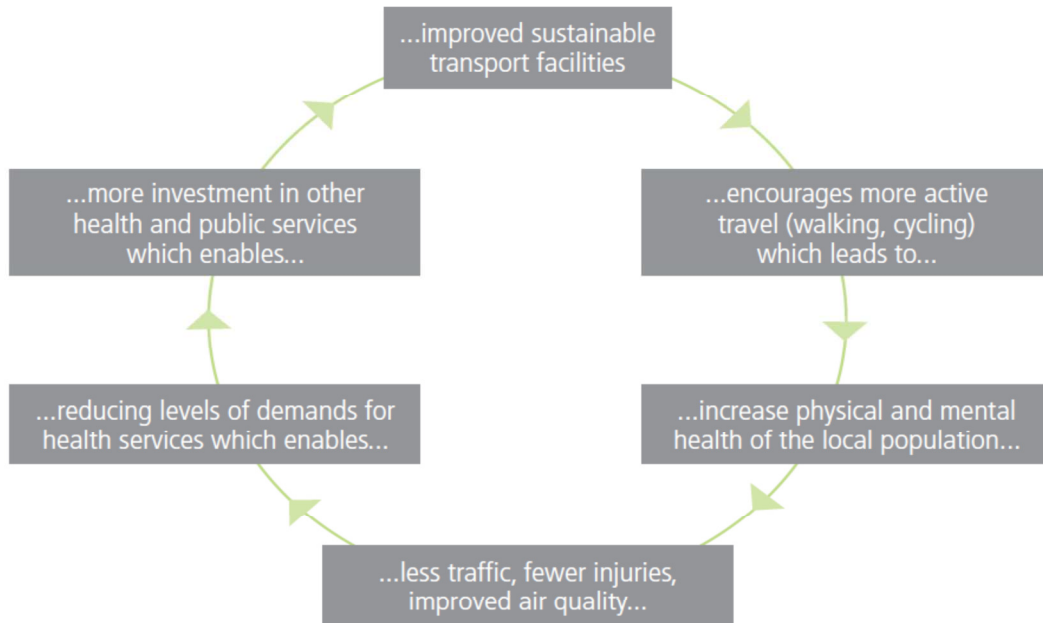 ...improved sustainable
transport facilities
...encourages more active
travel (walking, cycling)
which leads to...
...increase physical and mental
health of the local population...
...less traffic, fewer injuries,
improved air quality...
...reducing levels of demands for
health services which enables...
...more investment in other
health and public services
which enables...